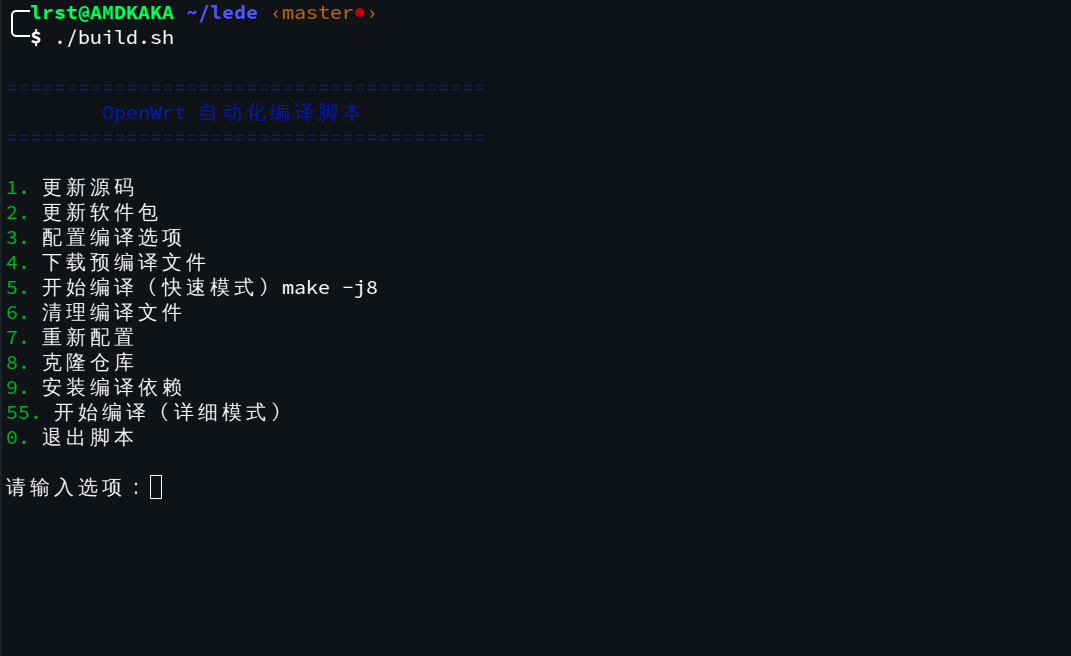 lrst@AMDKAKA ~/lede ‹master●›
$ ./build.sh
========================================
OpenWrt 自动化编译脚本
========================================
1. 更新源码
2. 更新软件包
3. 配置编译选项
4. 下载预编译文件
5. 开始编译（快速模式）make -j8
6. 清理编译文件
7. 重新配置
8. 克隆仓库
9. 安装编译依赖
55. 开始编译（详细模式）
0. 退出脚本
请输入选项：